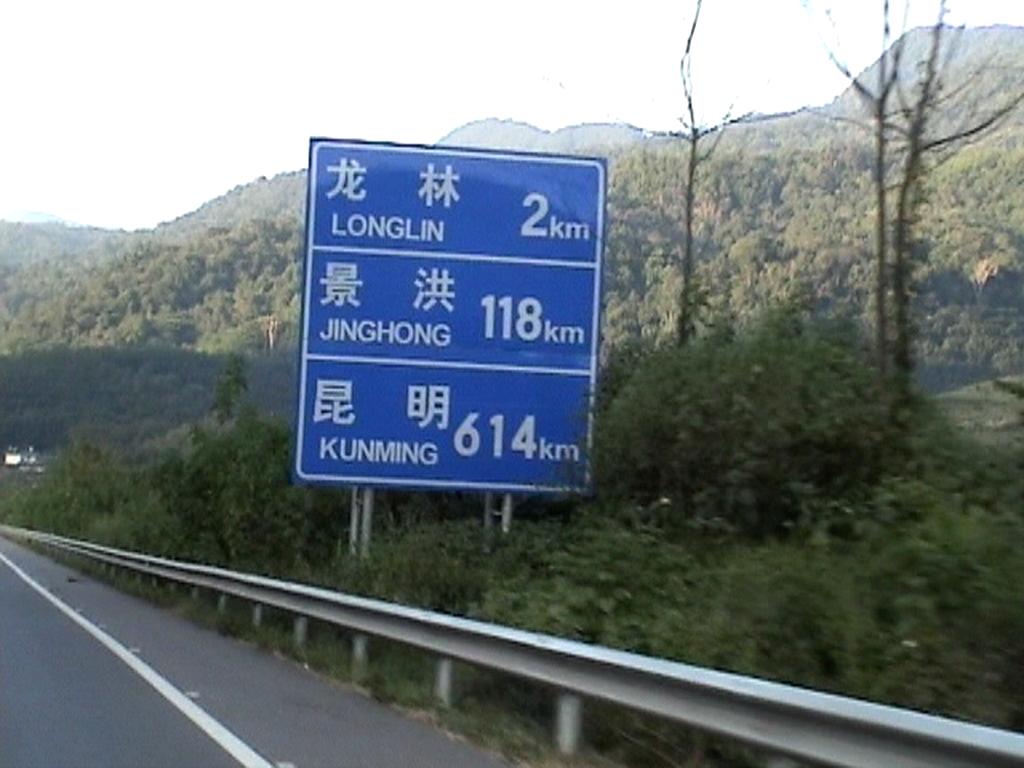 龙 林
LONGLIN 2km
景 洪
JINGHONG 118km
昆 明
KUNMING 614km